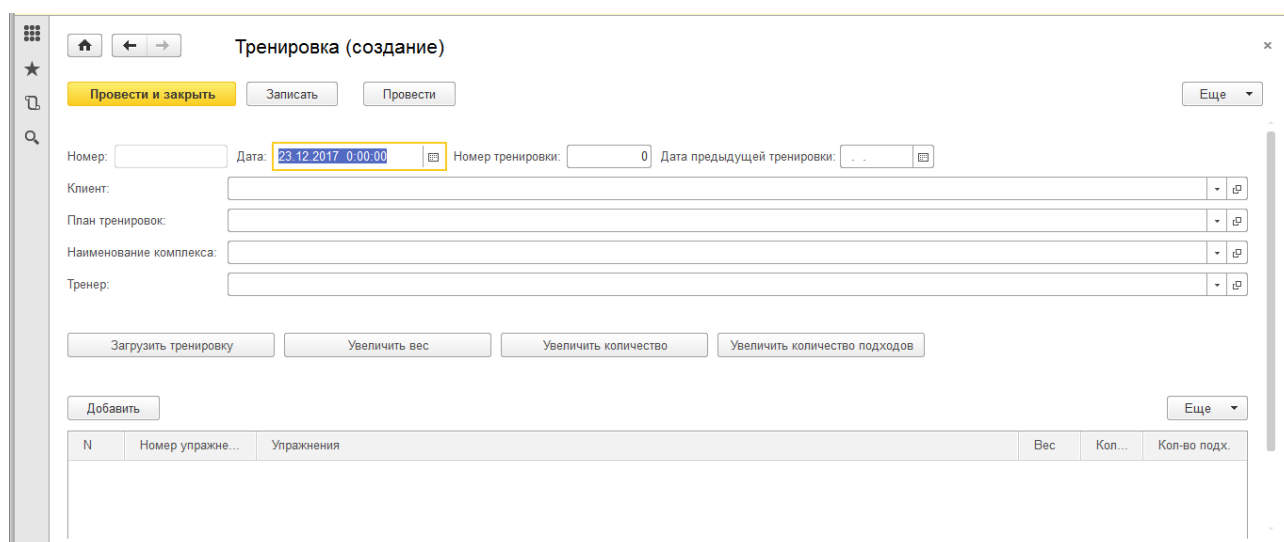 Тренировка (создание)
Провести и закрыть Записать Провести Еще
Номер: Дата: 23.12.2017 0:00:00 Номер тренировки: 0 Дата предыдущей тренировки: . .
Клиент:
План тренировок:
Наименование комплекса:
Тренер:
Загрузить тренировку Увеличить вес Увеличить количество Увеличить количество подходов
Добавить Еще
N Номер упражне... Упражнения Вес Кол... Кол-во подх.